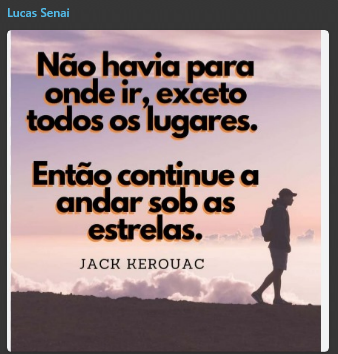 Lucas Senai
Não havia para
onde ir, exceto
todos os lugares.
Então continue a
andar sob as
estrelas.
JACK KEROUAC